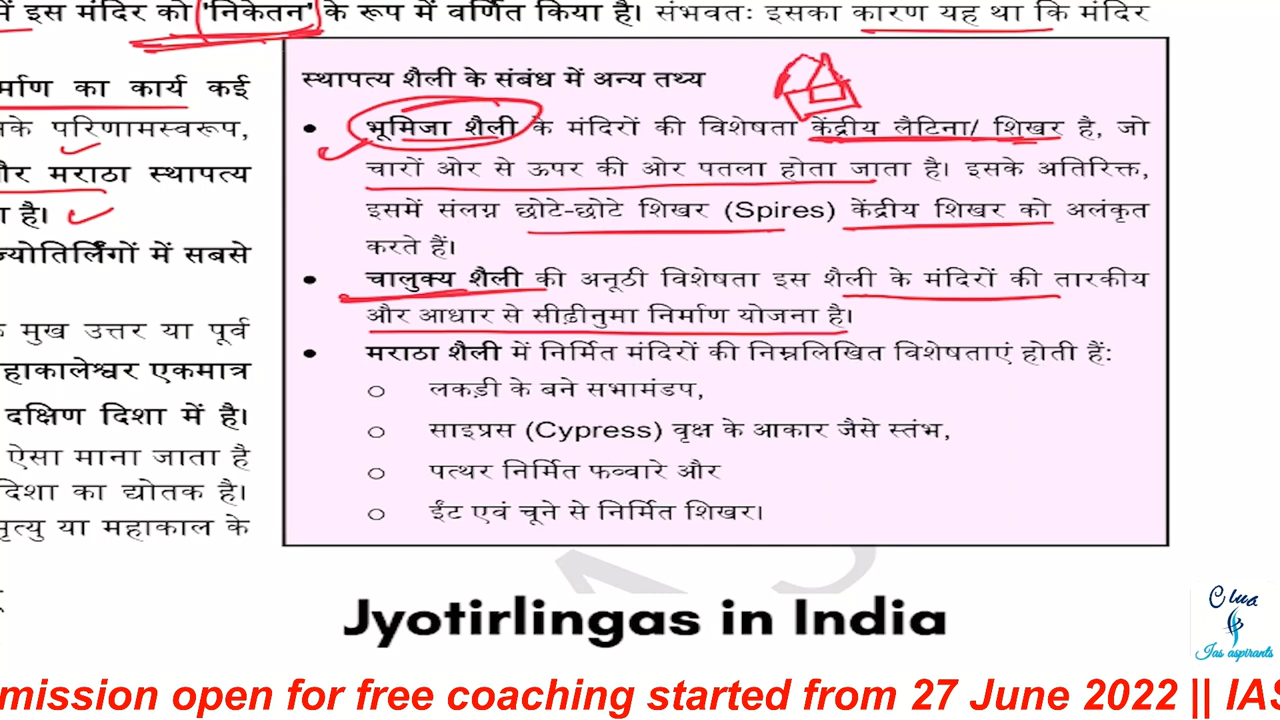 में इस मंदिर को 'निकेतन' के रूप में वर्णित किया है। संभवतः इसका कारण यह था कि मंदिर
र्माण का कार्य कई
सके परिणामस्वरूप,
और मराठा स्थापत्य
ा है।
ज्योतिर्लिंगों में सबसे
के मुख उत्तर या पूर्व
महाकालेश्वर एकमात्र
दक्षिण दिशा में है।
ऐसा माना जाता है
दिशा का द्योतक है।
मृत्यु या महाकाल के
स्थापत्य शैली के संबंध में अन्य तथ्य
• भूमिजा शैली के मंदिरों की विशेषता केंद्रीय लैटिना/ शिखर है, जो
चारों ओर से ऊपर की ओर पतला होता जाता है। इसके अतिरिक्त,
इसमें संलग्न छोटे-छोटे शिखर (Spires) केंद्रीय शिखर को अलंकृत
करते हैं।
• चालुक्य शैली की अनूठी विशेषता इस शैली के मंदिरों की तारकीय
और आधार से सीढ़ीनुमा निर्माण योजना है।
• मराठा शैली में निर्मित मंदिरों की निम्नलिखित विशेषताएं होती हैं:
○ लकड़ी के बने सभामंडप,
○ साइप्रस (Cypress) वृक्ष के आकार जैसे स्तंभ,
○ पत्थर निर्मित फव्वारे और
○ ईंट एवं चूने से निर्मित शिखर।
Jyotirlingas in India
Ias aspirants
mission open for free coaching started from 27 June 2022 || IAS